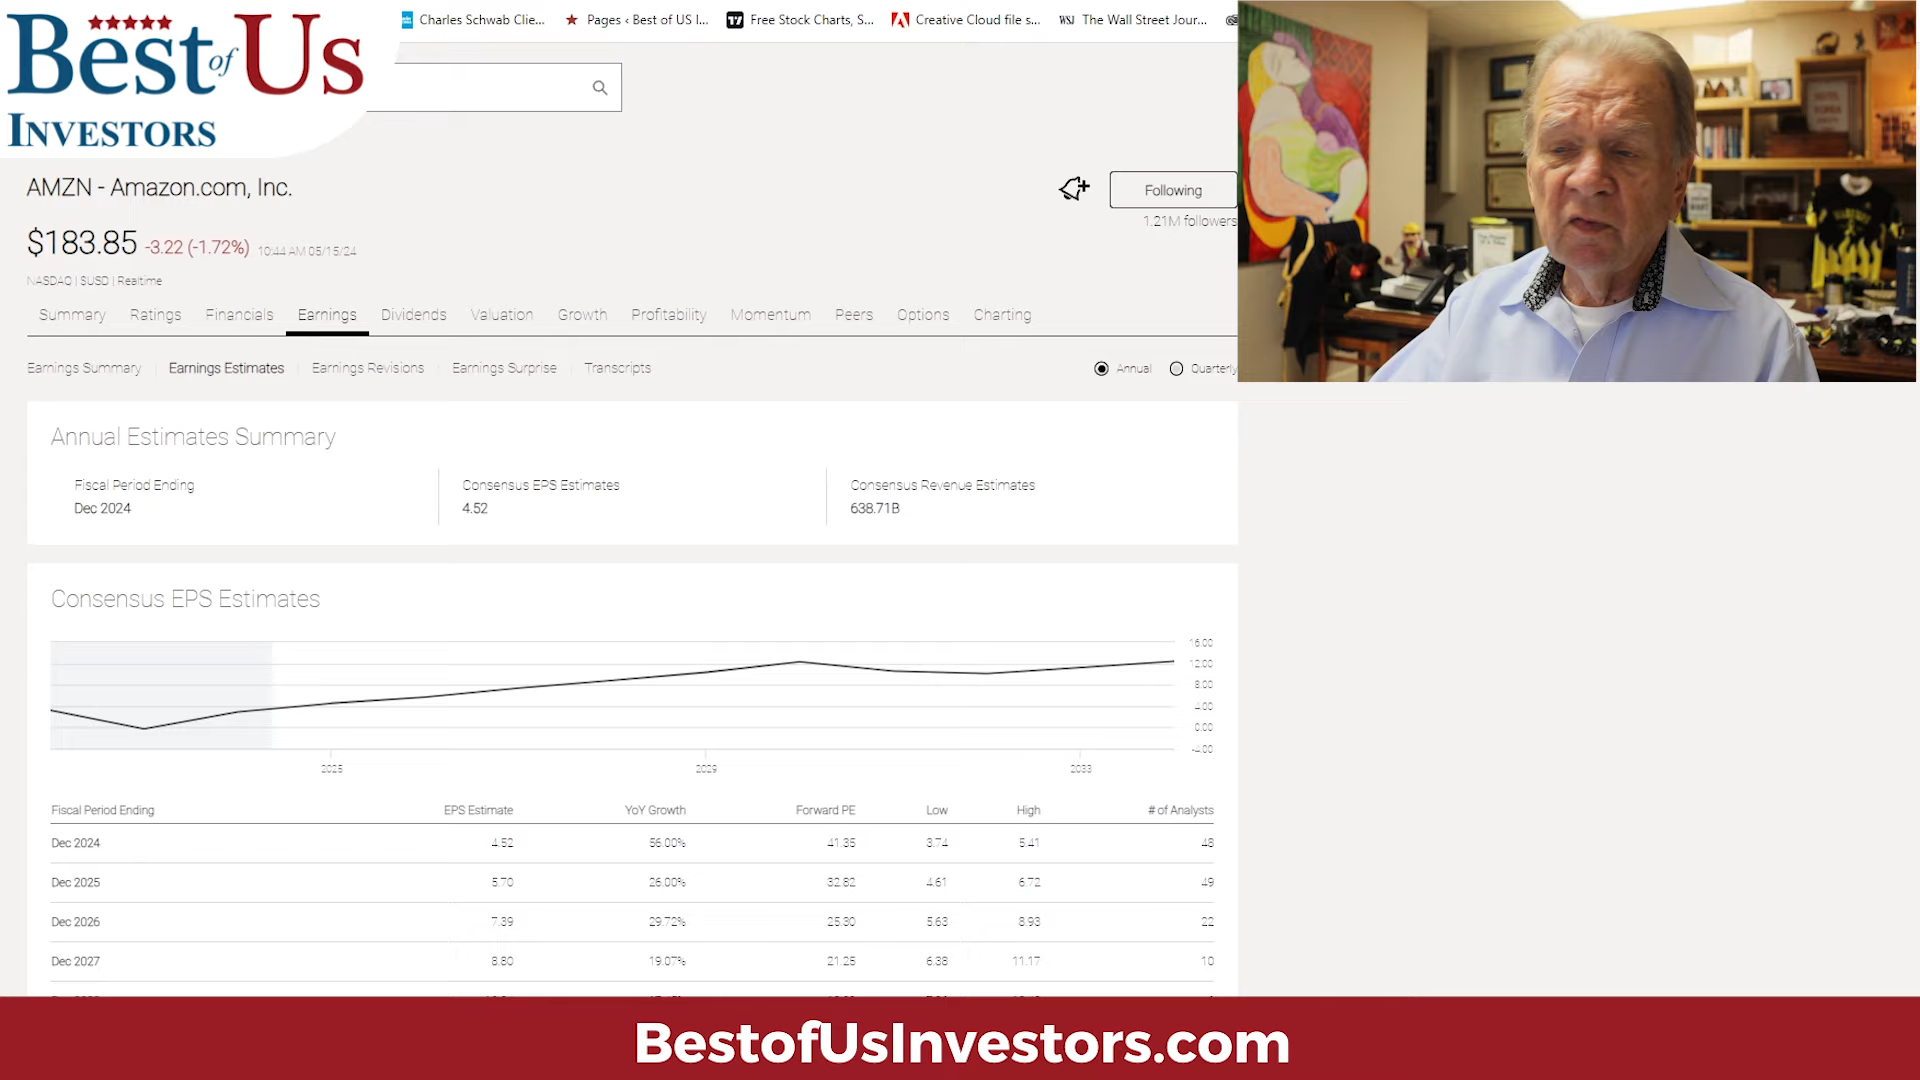 Best of Us
INVESTORS
Charles Schwab Clie...
Pages ‹ Best of US I...
Free Stock Charts, S...
Creative Cloud file s...
WSJ The Wall Street Jour...
AMZN - Amazon.com, Inc.
Following
1.21M followers
$183.85 -3.22 (-1.72%) 10:44 AM 05/15/24
NASDAQ | $USD | Realtime
Summary Ratings Financials Earnings Dividends Valuation Growth Profitability Momentum Peers Options Charting
Earnings Summary Earnings Estimates Earnings Revisions Earnings Surprise Transcripts
Annual Quarterly
Annual Estimates Summary
Fiscal Period Ending Consensus EPS Estimates Consensus Revenue Estimates
Dec 2024 4.52 638.71B
Consensus EPS Estimates
16.00
12.00
8.00
4.00
0.00
-4.00
2025 2029 2033
Fiscal Period Ending EPS Estimate YoY Growth Forward PE Low High # of Analysts
Dec 2024 4.52 56.00% 41.35 3.74 5.41 48
Dec 2025 5.70 26.00% 32.82 4.61 6.72 49
Dec 2026 7.39 29.72% 25.30 5.63 8.93 22
Dec 2027 8.80 19.07% 21.25 6.38 11.17 10
BestofUsInvestors.com